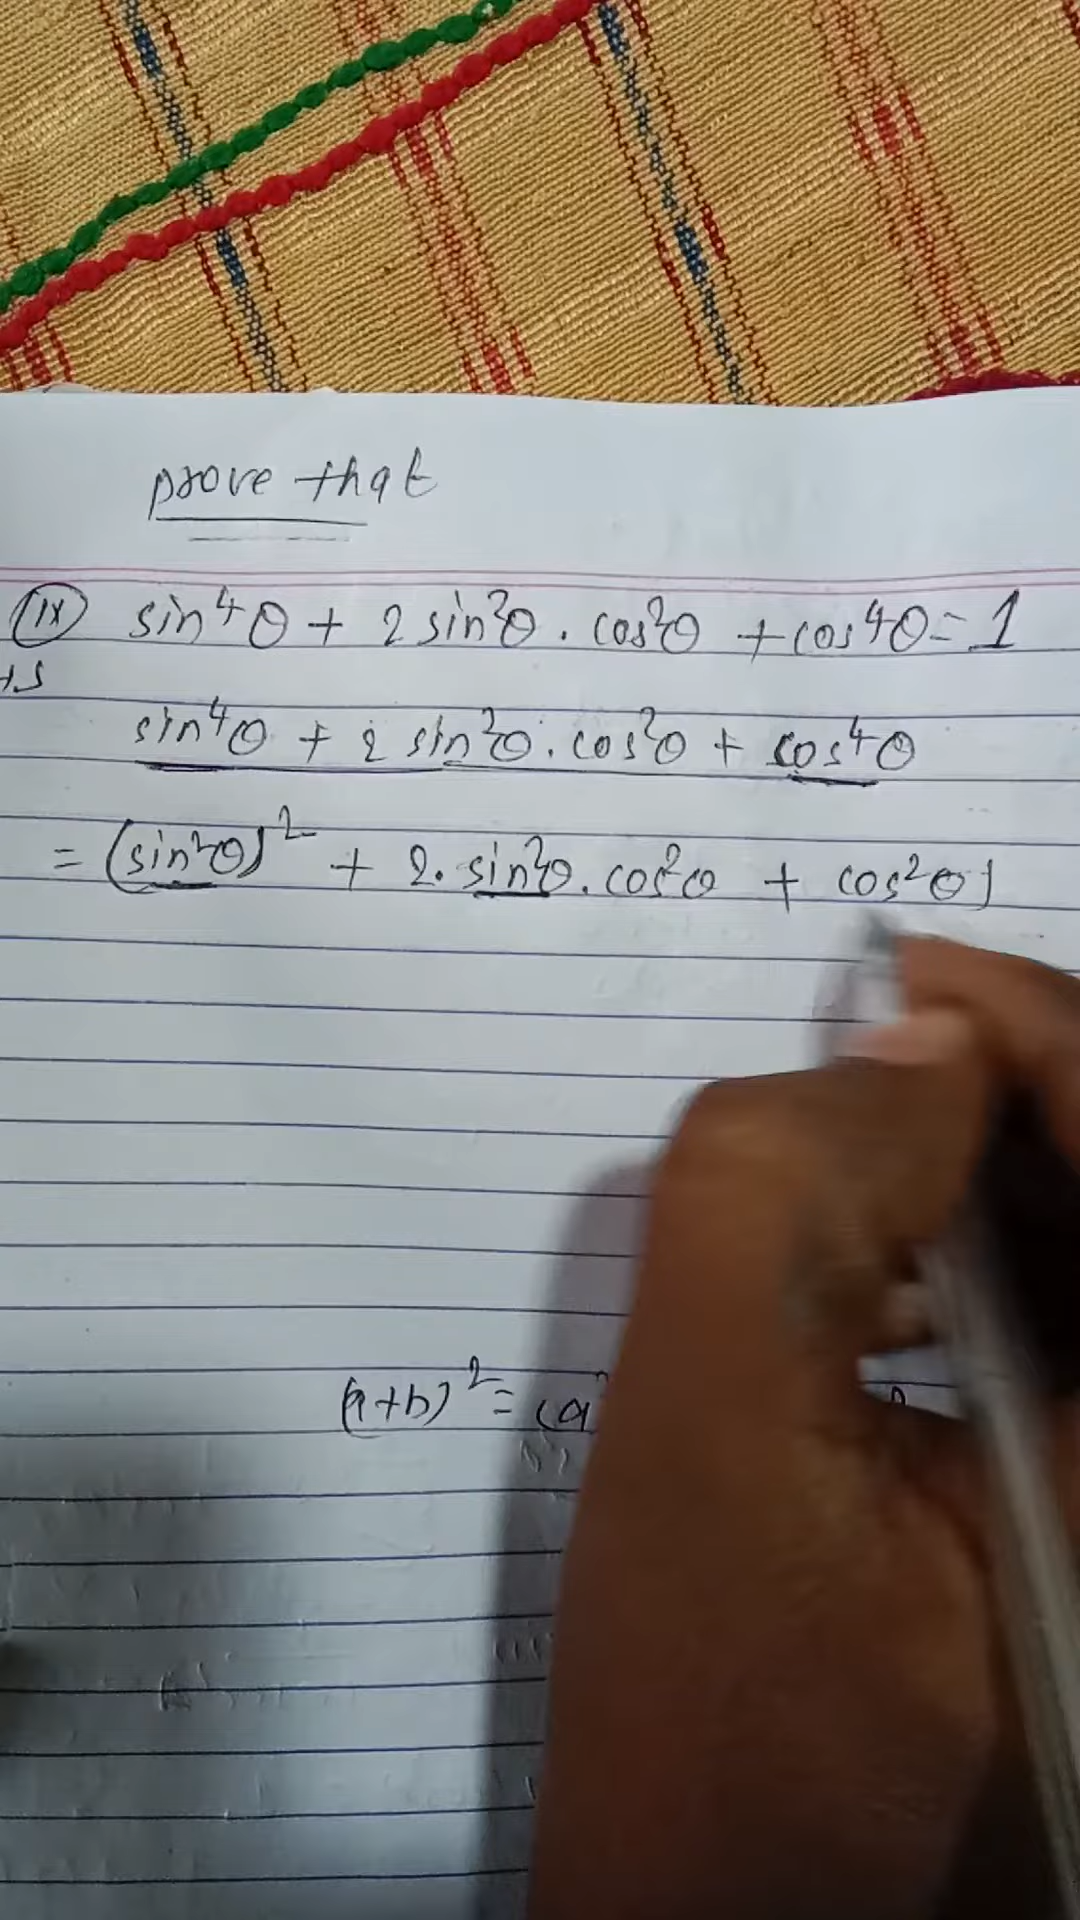 prove that
(ix) sin⁴θ + 2 sin²θ . cos²θ + cos⁴θ = 1
sin⁴θ + 2 sin²θ . cos²θ + cos⁴θ
= (sin²θ)² + 2. sin²θ . cos²θ + cos²θ)
(a+b)² = (a